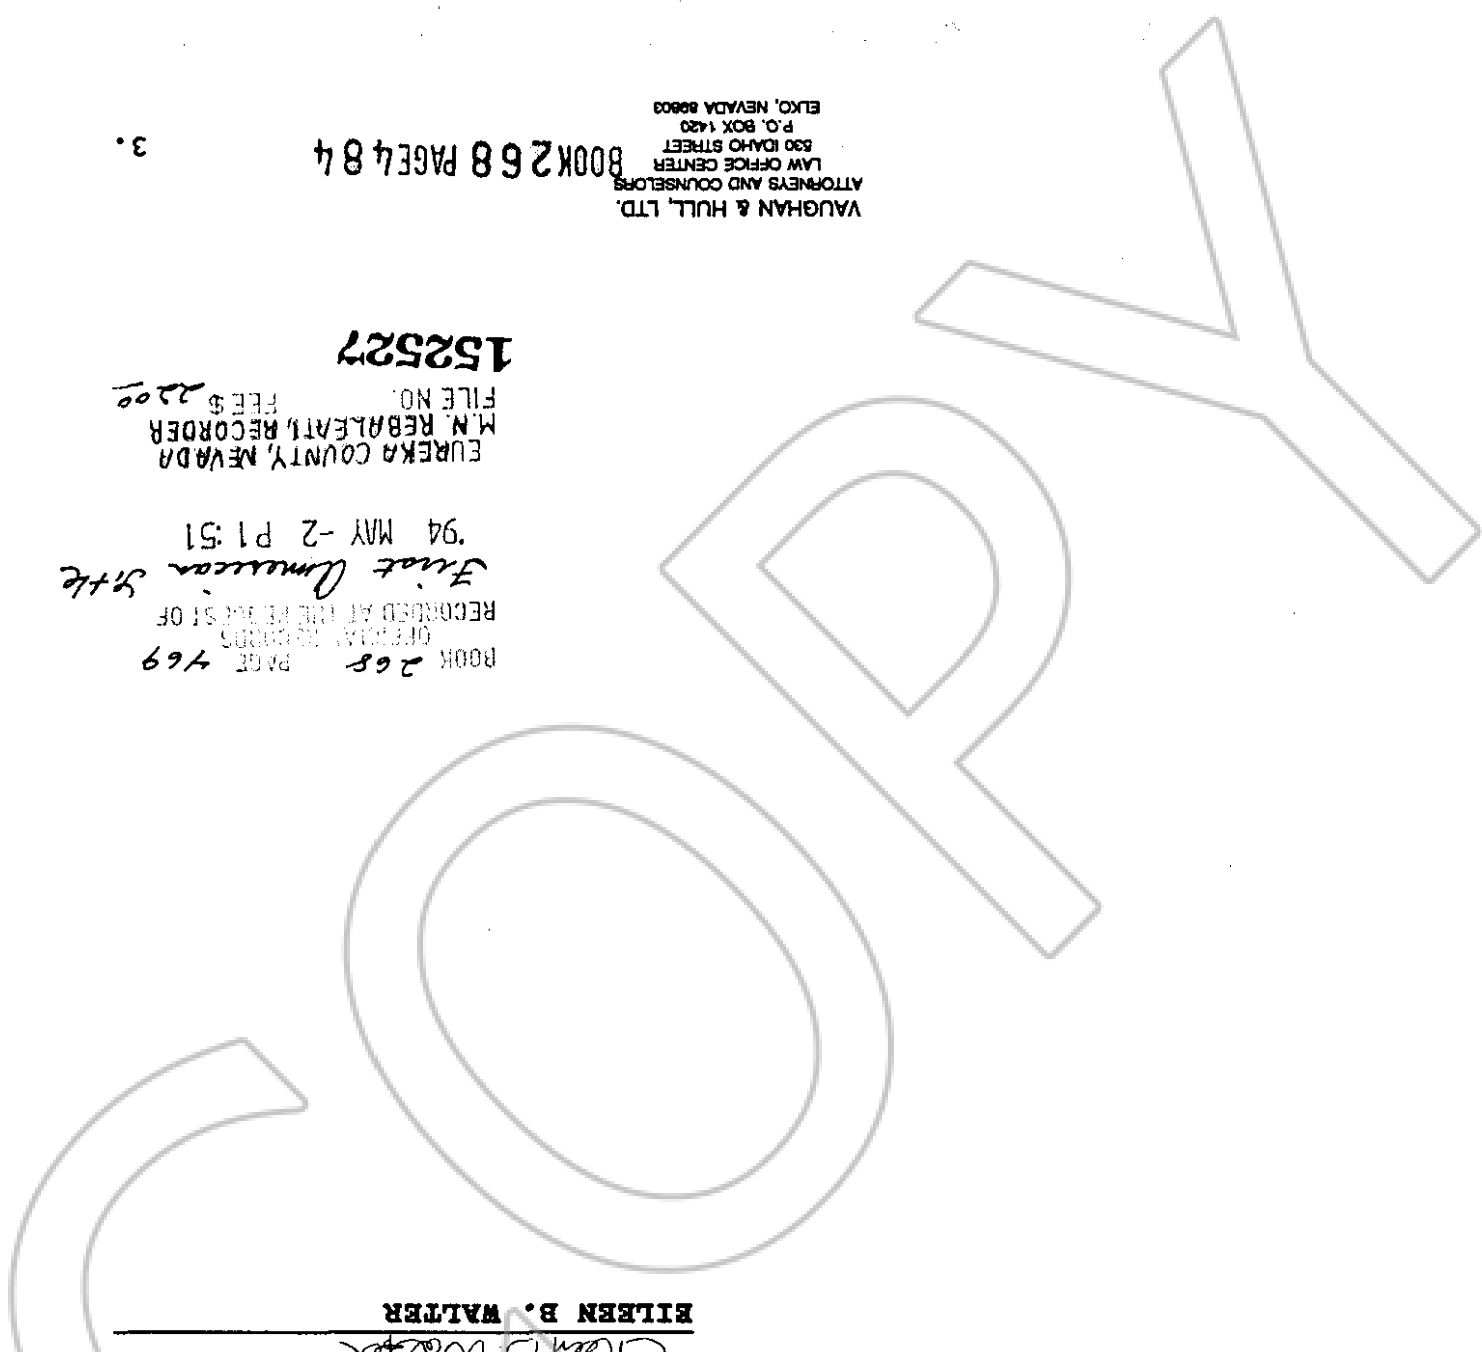 Eileen B. Walter
EILEEN B. WALTER
BOOK 268 PAGE 469
OFFICIAL RECORDS
RECORDED AT THE REQUEST OF
First American Title
'94 MAY -2 P1:51
EUREKA COUNTY, NEVADA
M.N. REBALEATI, RECORDER
FILE NO. FEE $ 22.00
152527
VAUGHAN & HULL, LTD.
ATTORNEYS AND COUNSELORS
LAW OFFICE CENTER
530 IDAHO STREET
P.O. BOX 1420
ELKO, NEVADA 89803
BOOK 268 PAGE 484
3.
COPY